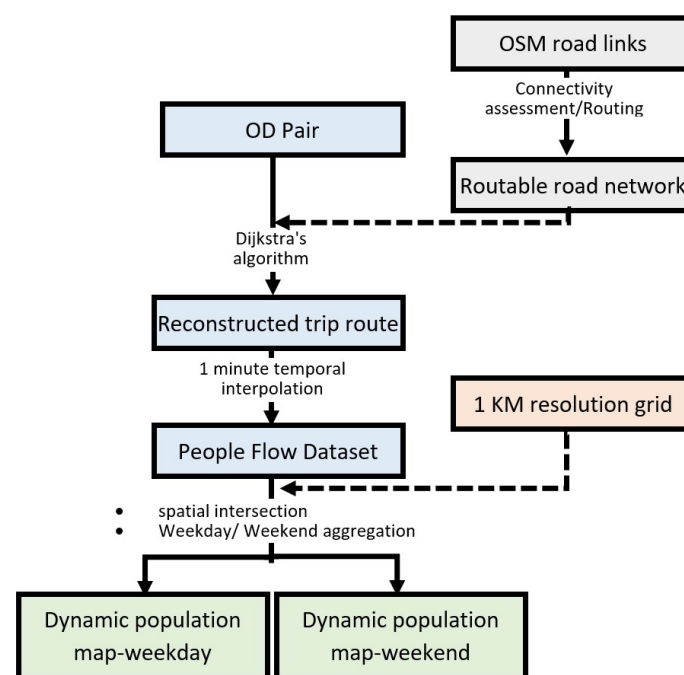 OSM road links
Connectivity
assessment/Routing
OD Pair
Routable road network
Dijkstra's
algorithm
Reconstructed trip route
1 minute temporal
interpolation
1 KM resolution grid
People Flow Dataset
• spatial intersection
• Weekday/ Weekend aggregation
Dynamic population
map-weekday
Dynamic population
map-weekend